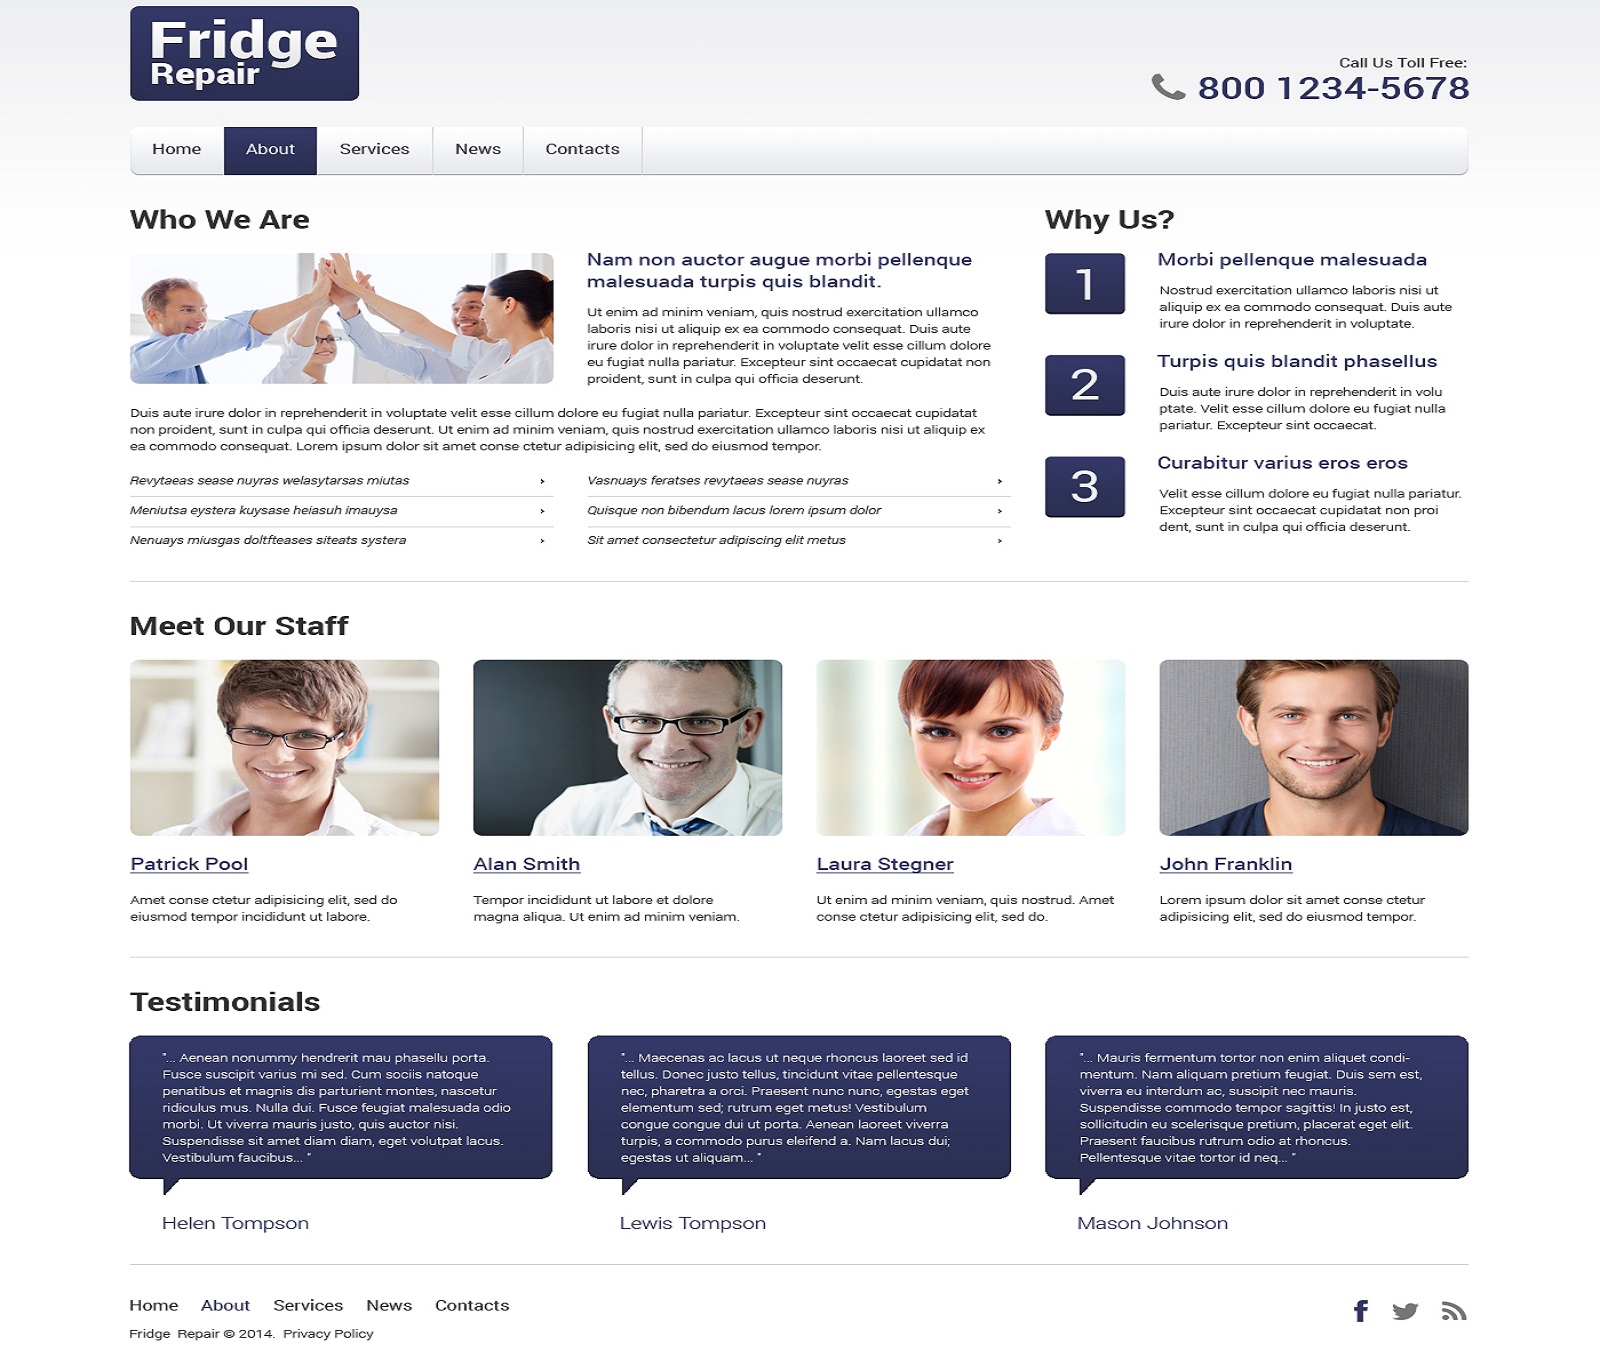 Fridge
Repair
Call Us Toll Free:
800 1234-5678
Home
About
Services
News
Contacts
Who We Are
Nam non auctor augue morbi pellenque
malesuada turpis quis blandit.
Ut enim ad minim veniam, quis nostrud exercitation ullamco
laboris nisi ut aliquip ex ea commodo consequat. Duis aute
irure dolor in reprehenderit in voluptate velit esse cillum dolore
eu fugiat nulla pariatur. Excepteur sint occaecat cupidatat non
proident, sunt in culpa qui officia deserunt.
Duis aute irure dolor in reprehenderit in voluptate velit esse cillum dolore eu fugiat nulla pariatur. Excepteur sint occaecat cupidatat
non proident, sunt in culpa qui officia deserunt. Ut enim ad minim veniam, quis nostrud exercitation ullamco laboris nisi ut aliquip ex
ea commodo consequat. Lorem ipsum dolor sit amet conse ctetur adipisicing elit, sed do eiusmod tempor.
Revytaeas sease nuyras welasytarsas miutas
Meniutsa eystera kuysase heiasuh imauysa
Nenuays miusgas doltfteases siteats systera
Vasnuays feratses revytaeas sease nuyras
Quisque non bibendum lacus lorem ipsum dolor
Sit amet consectetur adipiscing elit metus
Why Us?
1
Morbi pellenque malesuada
Nostrud exercitation ullamco laboris nisi ut
aliquip ex ea commodo consequat. Duis aute
irure dolor in reprehenderit in voluptate.
2
Turpis quis blandit phasellus
Duis aute irure dolor in reprehenderit in volu
ptate. Velit esse cillum dolore eu fugiat nulla
pariatur. Excepteur sint occaecat.
3
Curabitur varius eros eros
Velit esse cillum dolore eu fugiat nulla pariatur.
Excepteur sint occaecat cupidatat non proi
dent, sunt in culpa qui officia deserunt.
Meet Our Staff
Patrick Pool
Amet conse ctetur adipisicing elit, sed do
eiusmod tempor incididunt ut labore.
Alan Smith
Tempor incididunt ut labore et dolore
magna aliqua. Ut enim ad minim veniam.
Laura Stegner
Ut enim ad minim veniam, quis nostrud. Amet
conse ctetur adipisicing elit, sed do.
John Franklin
Lorem ipsum dolor sit amet conse ctetur
adipisicing elit, sed do eiusmod tempor.
Testimonials
"... Aenean nonummy hendrerit mau phasellu porta.
Fusce suscipit varius mi sed. Cum sociis natoque
penatibus et magnis dis parturient montes, nascetur
ridiculus mus. Nulla dui. Fusce feugiat malesuada odio
morbi. Ut viverra mauris justo, quis auctor nisi.
Suspendisse sit amet diam diam, eget volutpat lacus.
Vestibulum faucibus... "
Helen Tompson
"... Maecenas ac lacus ut neque rhoncus laoreet sed id
tellus. Donec justo tellus, tincidunt vitae pellentesque
nec, pharetra a orci. Praesent nunc nunc, egestas eget
elementum sed; rutrum eget metus! Vestibulum
congue congue dui ut porta. Aenean laoreet viverra
turpis, a commodo purus eleifend a. Nam lacus dui;
egestas ut aliquam... "
Lewis Tompson
"... Mauris fermentum tortor non enim aliquet condi-
mentum. Nam aliquam pretium feugiat. Duis sem est,
viverra eu interdum ac, suscipit nec mauris.
Suspendisse commodo tempor sagittis! In justo est,
sollicitudin eu scelerisque pretium, placerat eget elit.
Praesent faucibus rutrum odio at rhoncus.
Pellentesque vitae tortor id neq... "
Mason Johnson
Home
About
Services
News
Contacts
Fridge Repair © 2014. Privacy Policy